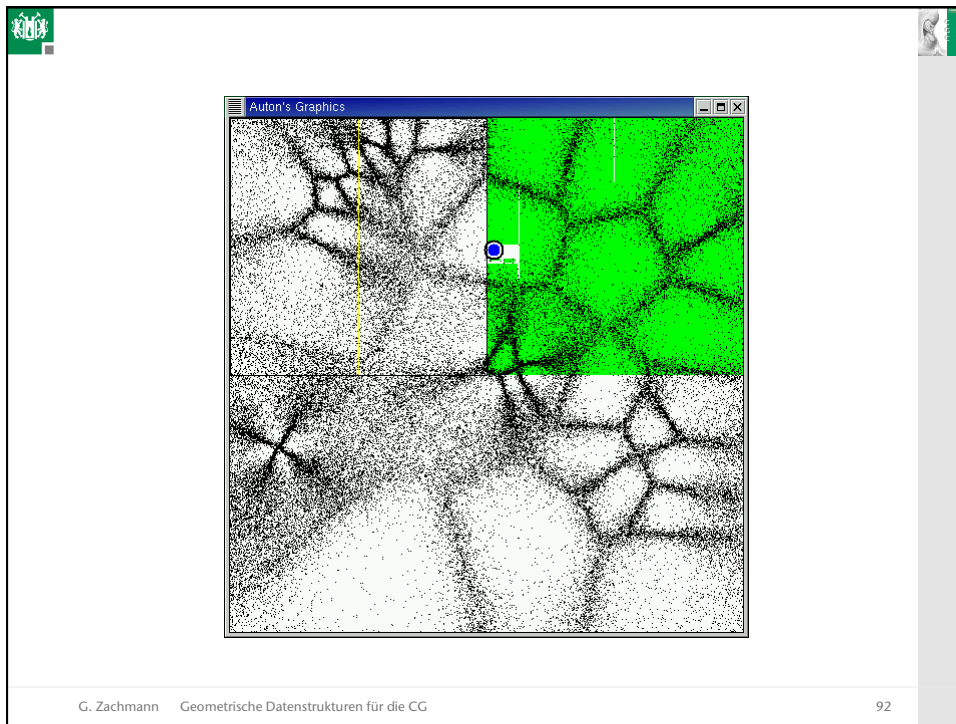 Auton's Graphics
G. Zachmann Geometrische Datenstrukturen für die CG 92